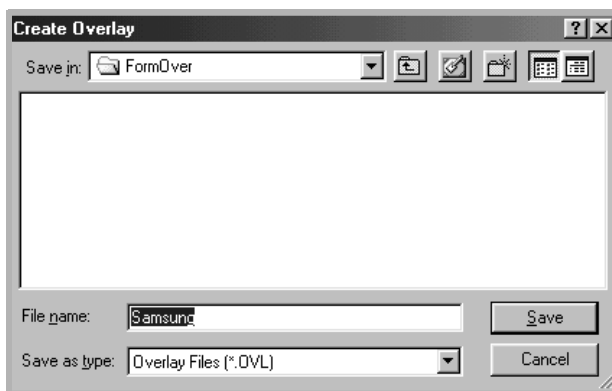 Create Overlay
Save in: FormOver
File name: Samsung Save
Save as type: Overlay Files (*.OVL) Cancel